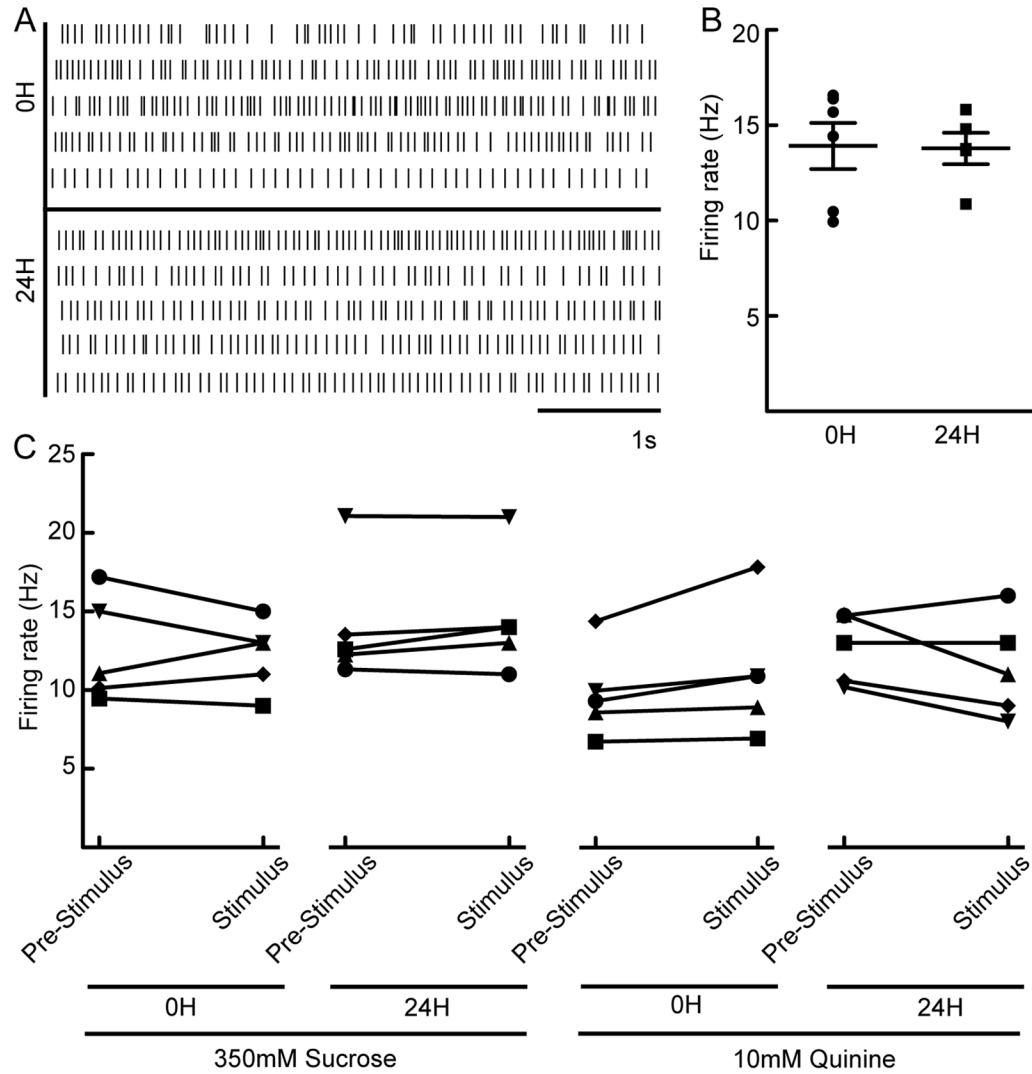 A
0H
24H
1s
B
Firing rate (Hz)
20
15
10
5
0H 24H
C
Firing rate (Hz)
25
20
15
10
5
Pre-Stimulus Stimulus Pre-Stimulus Stimulus Pre-Stimulus Stimulus Pre-Stimulus Stimulus
0H 24H 0H 24H
350mM Sucrose 10mM Quinine